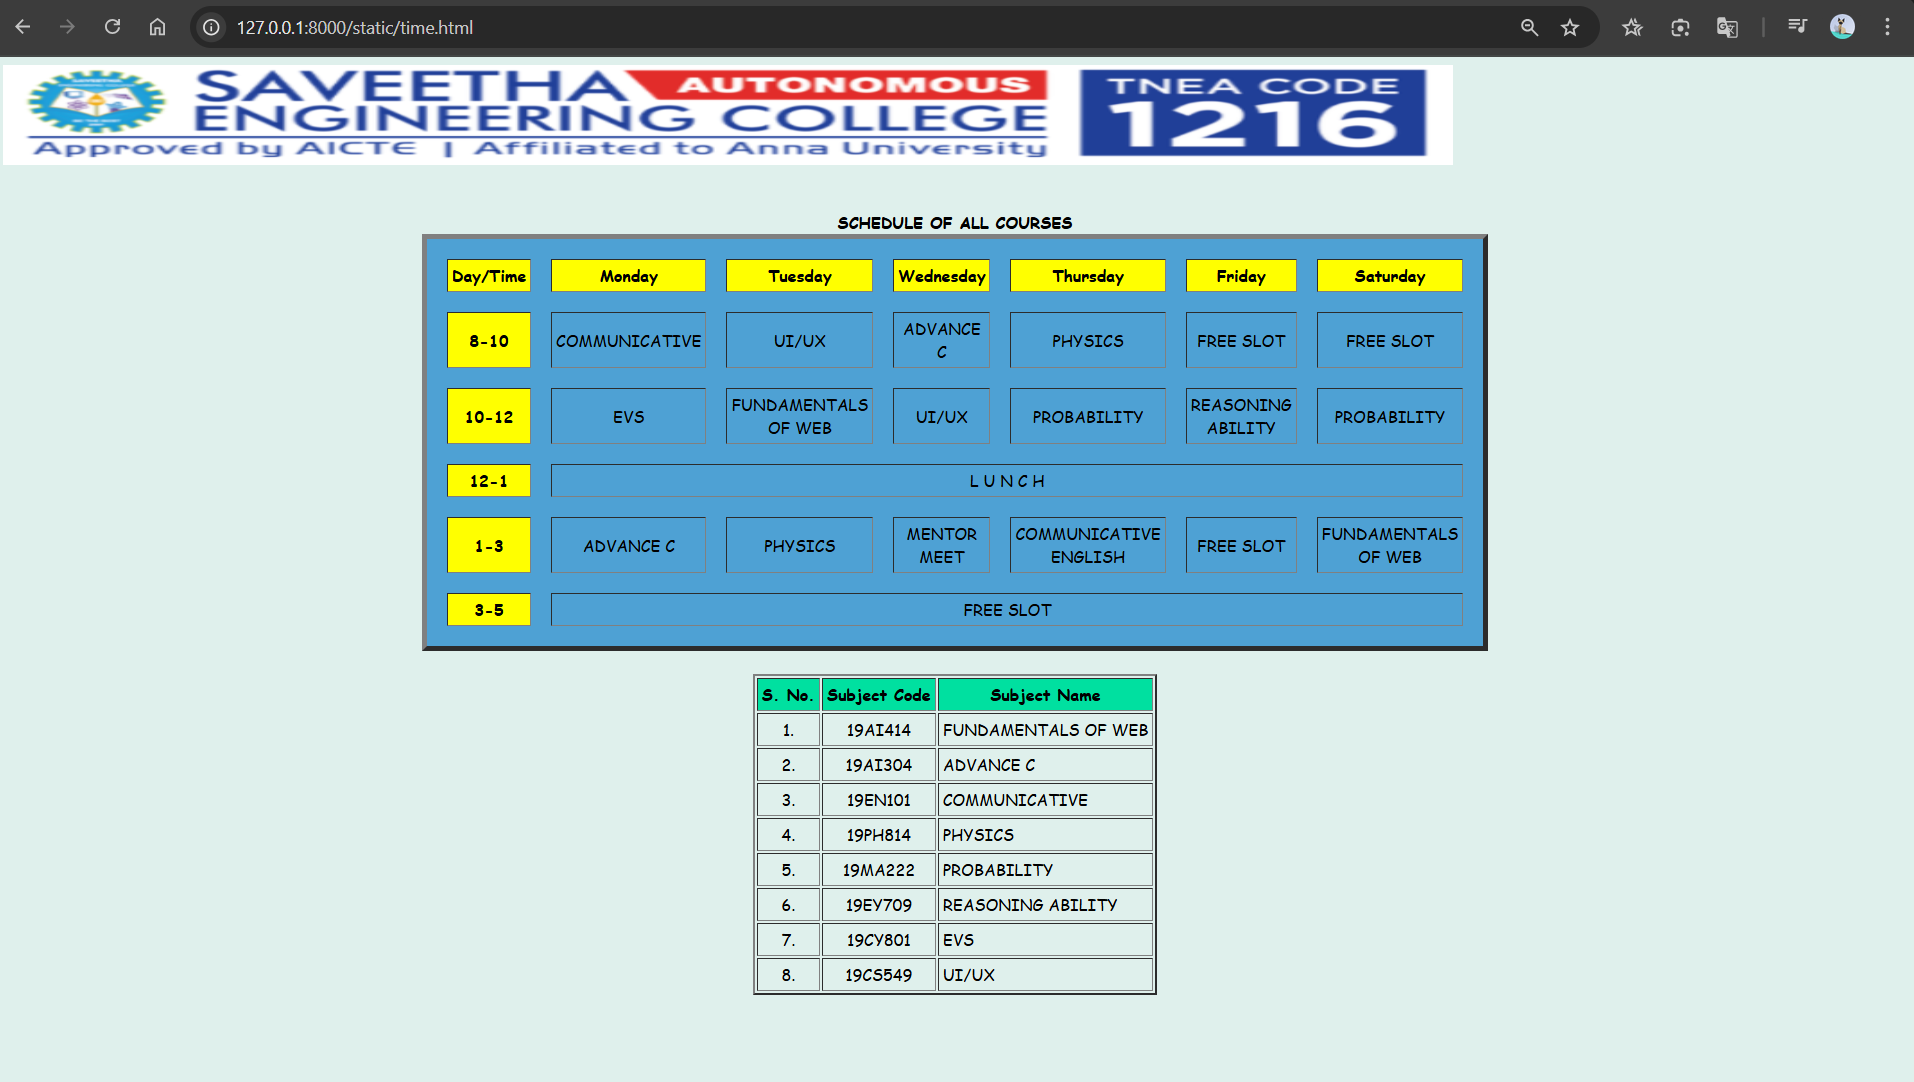 127.0.0.1:8000/static/time.html
SAVEETHA AUTONOMOUS
ENGINEERING COLLEGE
Approved by AICTE | Affiliated to Anna University
TNEA CODE
1216
SCHEDULE OF ALL COURSES
Day/Time Monday Tuesday Wednesday Thursday Friday Saturday
8-10 COMMUNICATIVE UI/UX ADVANCE C PHYSICS FREE SLOT FREE SLOT
10-12 EVS FUNDAMENTALS OF WEB UI/UX PROBABILITY REASONING ABILITY PROBABILITY
12-1 L U N C H
1-3 ADVANCE C PHYSICS MENTOR MEET COMMUNICATIVE ENGLISH FREE SLOT FUNDAMENTALS OF WEB
3-5 FREE SLOT
S. No. Subject Code Subject Name
1. 19AI414 FUNDAMENTALS OF WEB
2. 19AI304 ADVANCE C
3. 19EN101 COMMUNICATIVE
4. 19PH814 PHYSICS
5. 19MA222 PROBABILITY
6. 19EY709 REASONING ABILITY
7. 19CY801 EVS
8. 19CS549 UI/UX